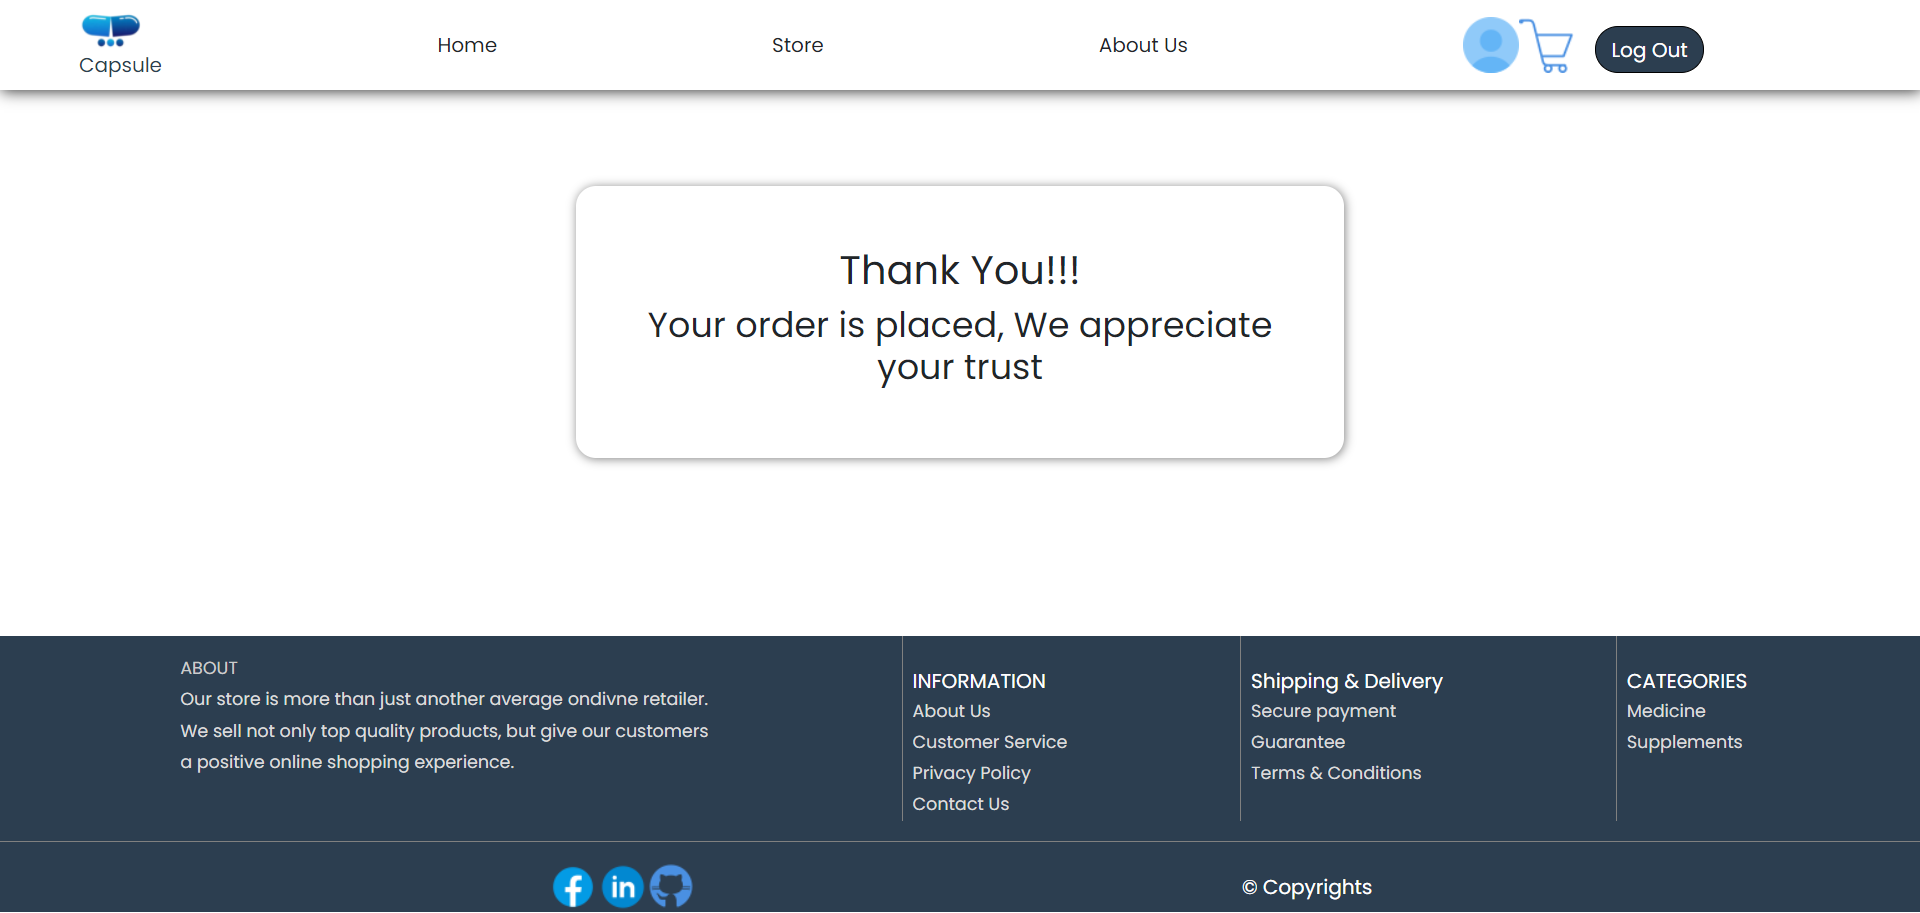 Capsule
Home
Store
About Us
Log Out
Thank You!!!
Your order is placed, We appreciate
your trust
ABOUT
Our store is more than just another average ondivne retailer.
We sell not only top quality products, but give our customers
a positive online shopping experience.
INFORMATION
About Us
Customer Service
Privacy Policy
Contact Us
Shipping & Delivery
Secure payment
Guarantee
Terms & Conditions
CATEGORIES
Medicine
Supplements
© Copyrights